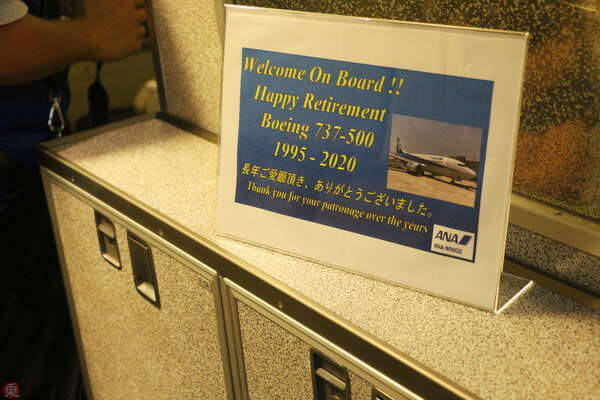 Welcome On Board !!
Happy Retirement
Boeing 737-500
1995 - 2020
長年ご愛顧頂き、ありがとうございました。
Thank you for your patronage over the years
ANA
ANA WINGS
乗